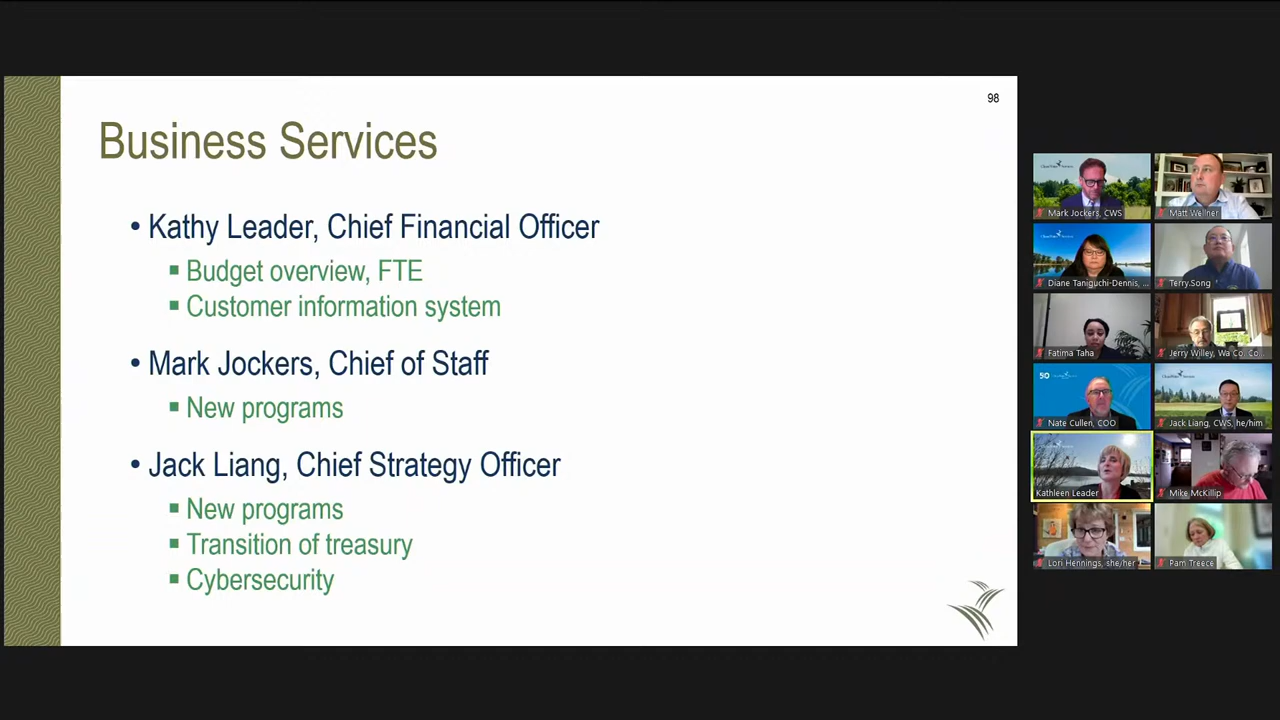 98
Business Services
• Kathy Leader, Chief Financial Officer
▪ Budget overview, FTE
▪ Customer information system
• Mark Jockers, Chief of Staff
▪ New programs
• Jack Liang, Chief Strategy Officer
▪ New programs
▪ Transition of treasury
▪ Cybersecurity
Mark Jockers, CWS
Matt Wellner
Diane Taniguchi-Dennis, ...
Terry.Song
Fatima Taha
Jerry Willey, Wa Co. Co...
50
Nate Cullen, COO
Jack Liang, CWS, he/him
Kathleen Leader
Mike McKillip
Lori Hennings, she/her
Pam Treece